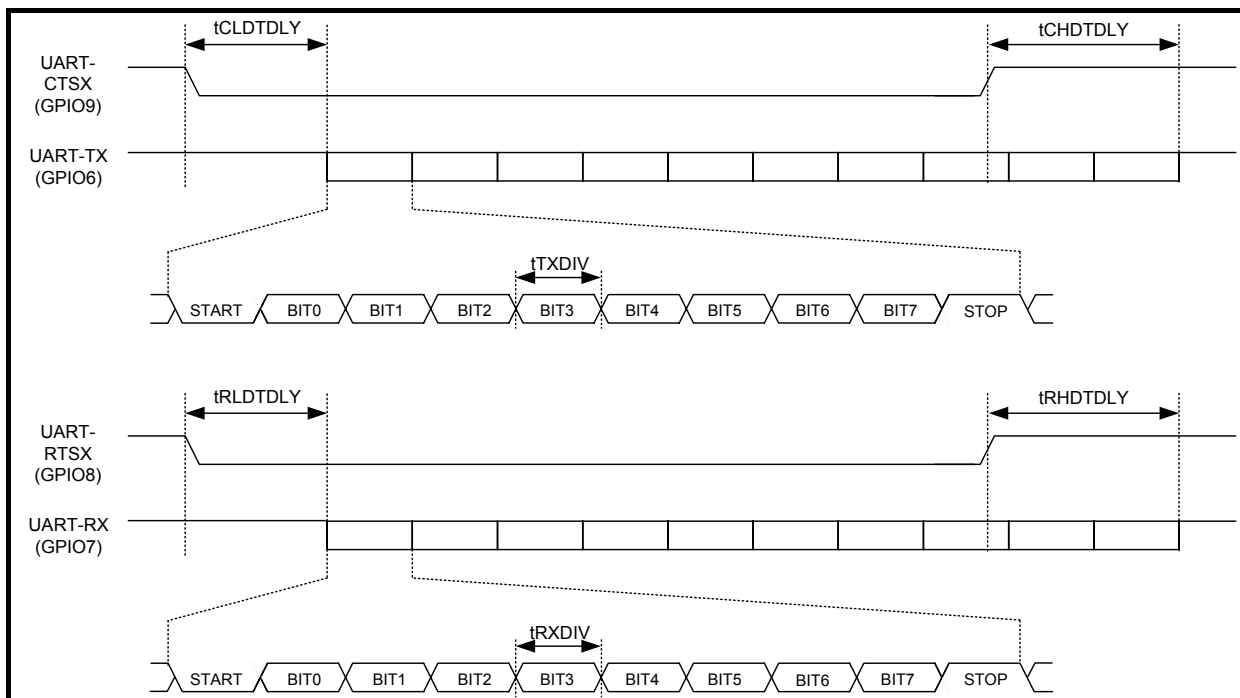 tCLDTDLY
tCHDTDLY
UART-
CTSX
(GPIO9)
UART-TX
(GPIO6)
tTXDIV
START BIT0 BIT1 BIT2 BIT3 BIT4 BIT5 BIT6 BIT7 STOP
tRLDTDLY
tRHDTDLY
UART-
RTSX
(GPIO8)
UART-RX
(GPIO7)
tRXDIV
START BIT0 BIT1 BIT2 BIT3 BIT4 BIT5 BIT6 BIT7 STOP